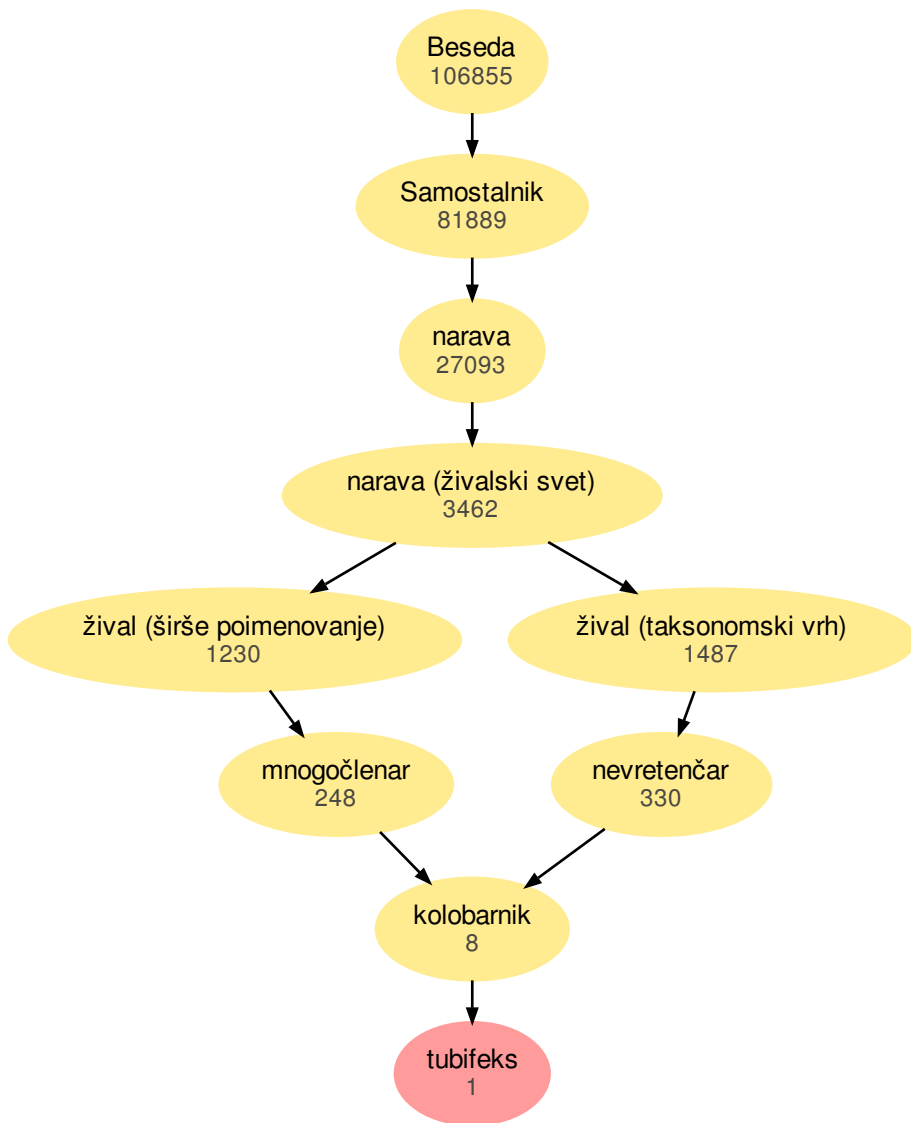 Beseda
106855
Samostalnik
81889
narava
27093
narava (živalski svet)
3462
žival (širše poimenovanje)
1230
žival (taksonomski vrh)
1487
mnogočlenar
248
nevretenčar
330
kolobarnik
8
tubifeks
1